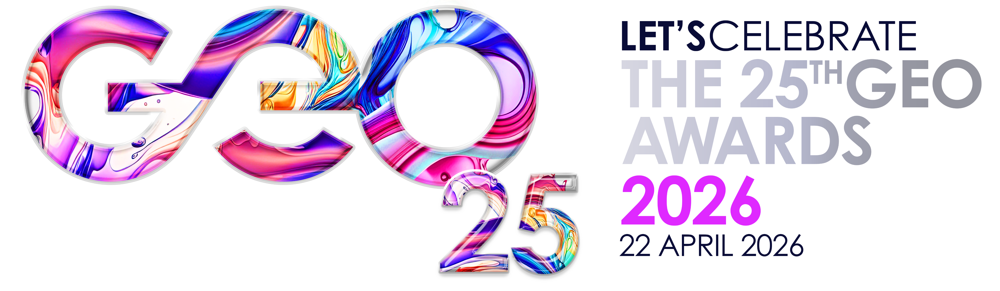 GeO
25
LET'S CELEBRATE
THE 25TH GEO
AWARDS
2026
22 APRIL 2026